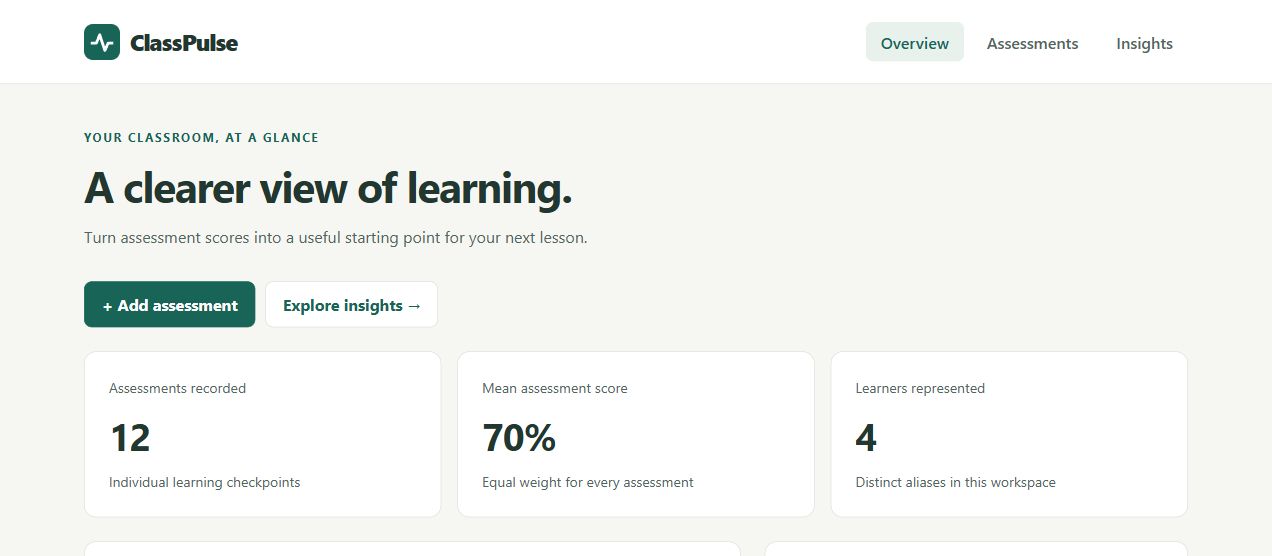 ClassPulse
Overview Assessments Insights
YOUR CLASSROOM, AT A GLANCE
A clearer view of learning.
Turn assessment scores into a useful starting point for your next lesson.
+ Add assessment
Explore insights →
Assessments recorded
12
Individual learning checkpoints
Mean assessment score
70%
Equal weight for every assessment
Learners represented
4
Distinct aliases in this workspace